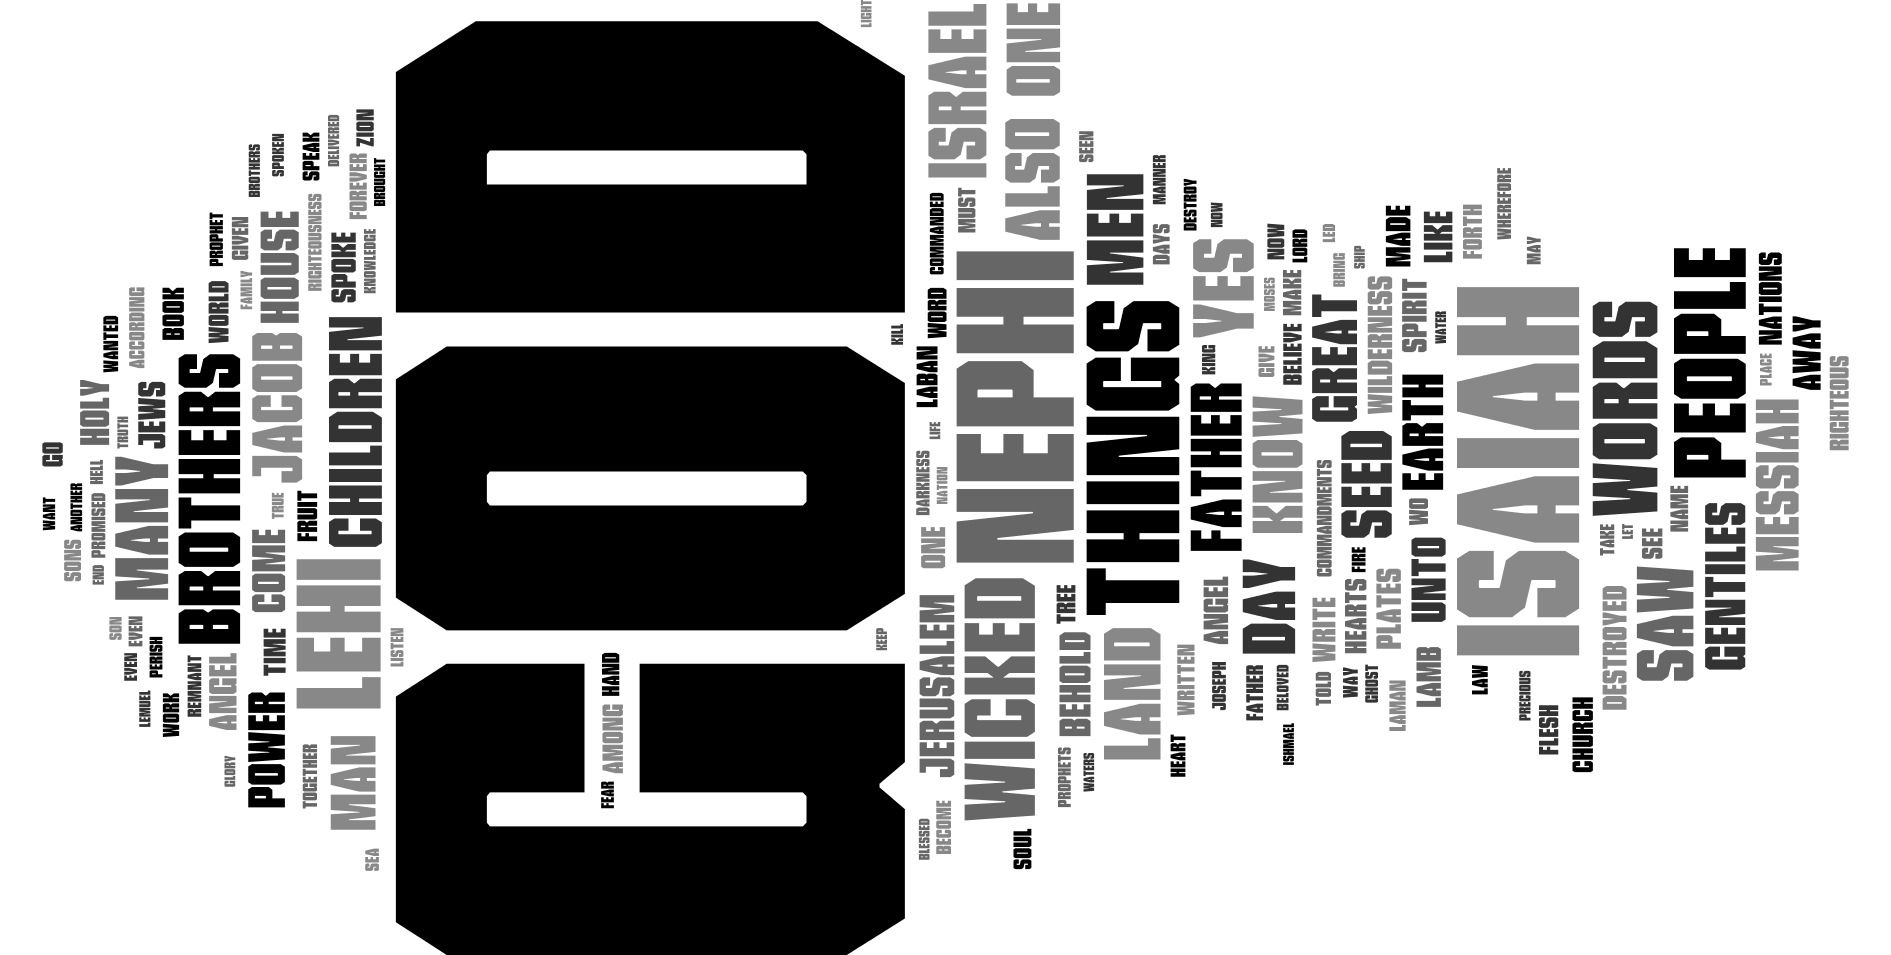 GO
WANT
ANOTHER
SONS
WANTED
HOLY
HELL
PROMISED
END
ACCORDING
TRUTH
JEWS
MANY
SON
EVEN
EVEN
PERISH
LEMUEL
BOOK
BROTHERS
WORK
REMNANT
ANGEL
PROPHET
WORLD
GIVEN
FAMILY
JACOB
TRUE
COME
TIME
POWER
GLORY
BROTHERS
SPOKEN
HOUSE
SPEAK
RIGHTEOUSNESS
FRUIT
LEHI
TOGETHER
DELIVERED
FOREVER
ZION
BROUGHT
SPOKE
KNOWLEDGE
CHILDREN
LISTEN
MAN
SEA
GOD
HAND
AMONG
FEAR
LIGHT
KILL
KEEP
ISRAEL
ALSO ONE
MUST
COMMANDED
WORD
LABAN
LIFE
DARKNESS
NATION
ONE
NEPHI
JERUSALEM
WICKED
BLESSED
BECOME
SOUL
SEEN
MEN
MANNER
DAYS
THINGS
TREE
BEHOLD
PROPHETS
WATERS
LAND
HEART
WRITTEN
DESTROY
NOW
YES
KING
FATHER
ANGEL
JOSEPH
NOW
LORD
MOSES
MAKE
GIVE
BELIEVE
KNOW
DAY
FATHER
BELOVED
ISHMAEL
LED
BRING
SHIP
GREAT
WILDERNESS
COMMANDMENTS
SEED
FIRE
WRITE
HEARTS
PLATES
TOLD
WAY
GHOST
LAMAN
MADE
LIKE
FORTH
SPIRIT
WATER
EARTH
WO
UNTO
LAMB
WHEREFORE
MAY
ISAIAH
LAW
PRECIOUS
FLESH
CHURCH
WORDS
TAKE
LET
SEE
NAME
DESTROYED
SAW
PEOPLE
GENTILES
NATIONS
PLACE
MESSIAH
AWAY
RIGHTEOUS